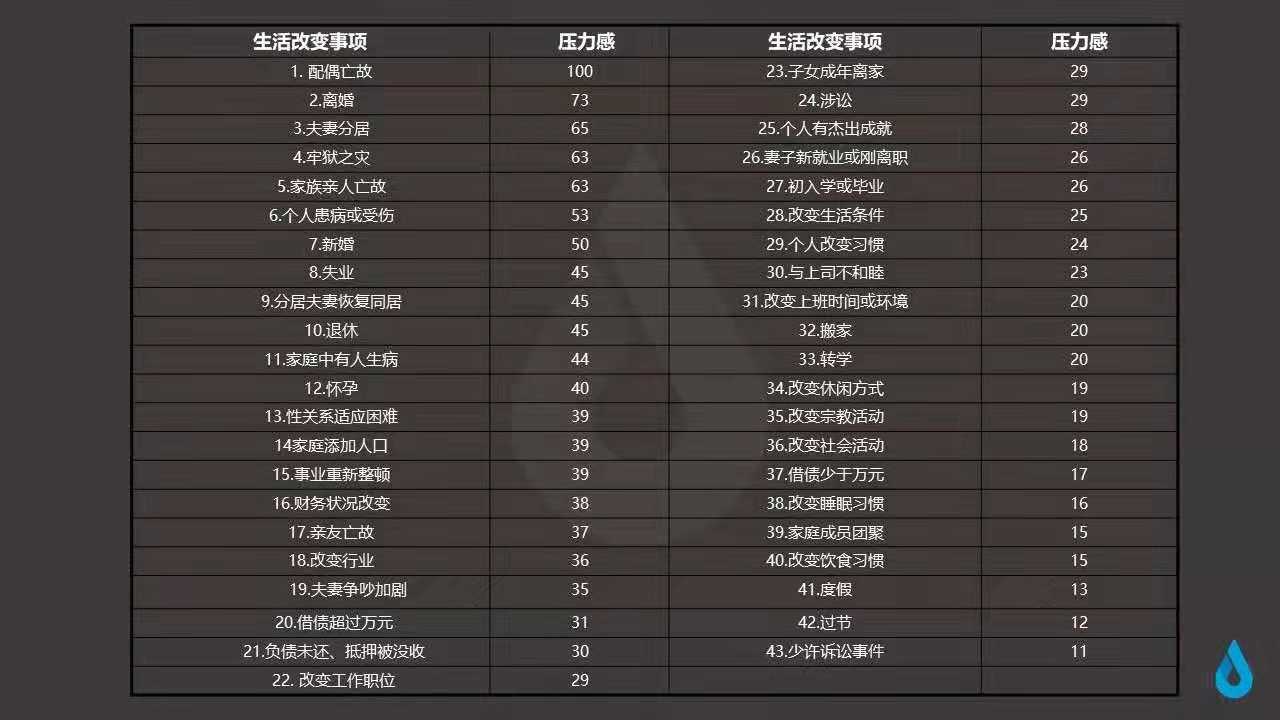 生活改变事项 压力感 生活改变事项 压力感
1. 配偶亡故 100 23.子女成年离家 29
2.离婚 73 24.涉讼 29
3.夫妻分居 65 25.个人有杰出成就 28
4.牢狱之灾 63 26.妻子新就业或刚离职 26
5.家族亲人亡故 63 27.初入学或毕业 26
6.个人患病或受伤 53 28.改变生活条件 25
7.新婚 50 29.个人改变习惯 24
8.失业 45 30.与上司不和睦 23
9.分居夫妻恢复同居 45 31.改变上班时间或环境 20
10.退休 45 32.搬家 20
11.家庭中有人生病 44 33.转学 20
12.怀孕 40 34.改变休闲方式 19
13.性关系适应困难 39 35.改变宗教活动 19
14家庭添加人口 39 36.改变社会活动 18
15.事业重新整顿 39 37.借债少于万元 17
16.财务状况改变 38 38.改变睡眠习惯 16
17.亲友亡故 37 39.家庭成员团聚 15
18.改变行业 36 40.改变饮食习惯 15
19.夫妻争吵加剧 35 41.度假 13
20.借债超过万元 31 42.过节 12
21.负债未还、抵押被没收 30 43.少许诉讼事件 11
22. 改变工作职位 29